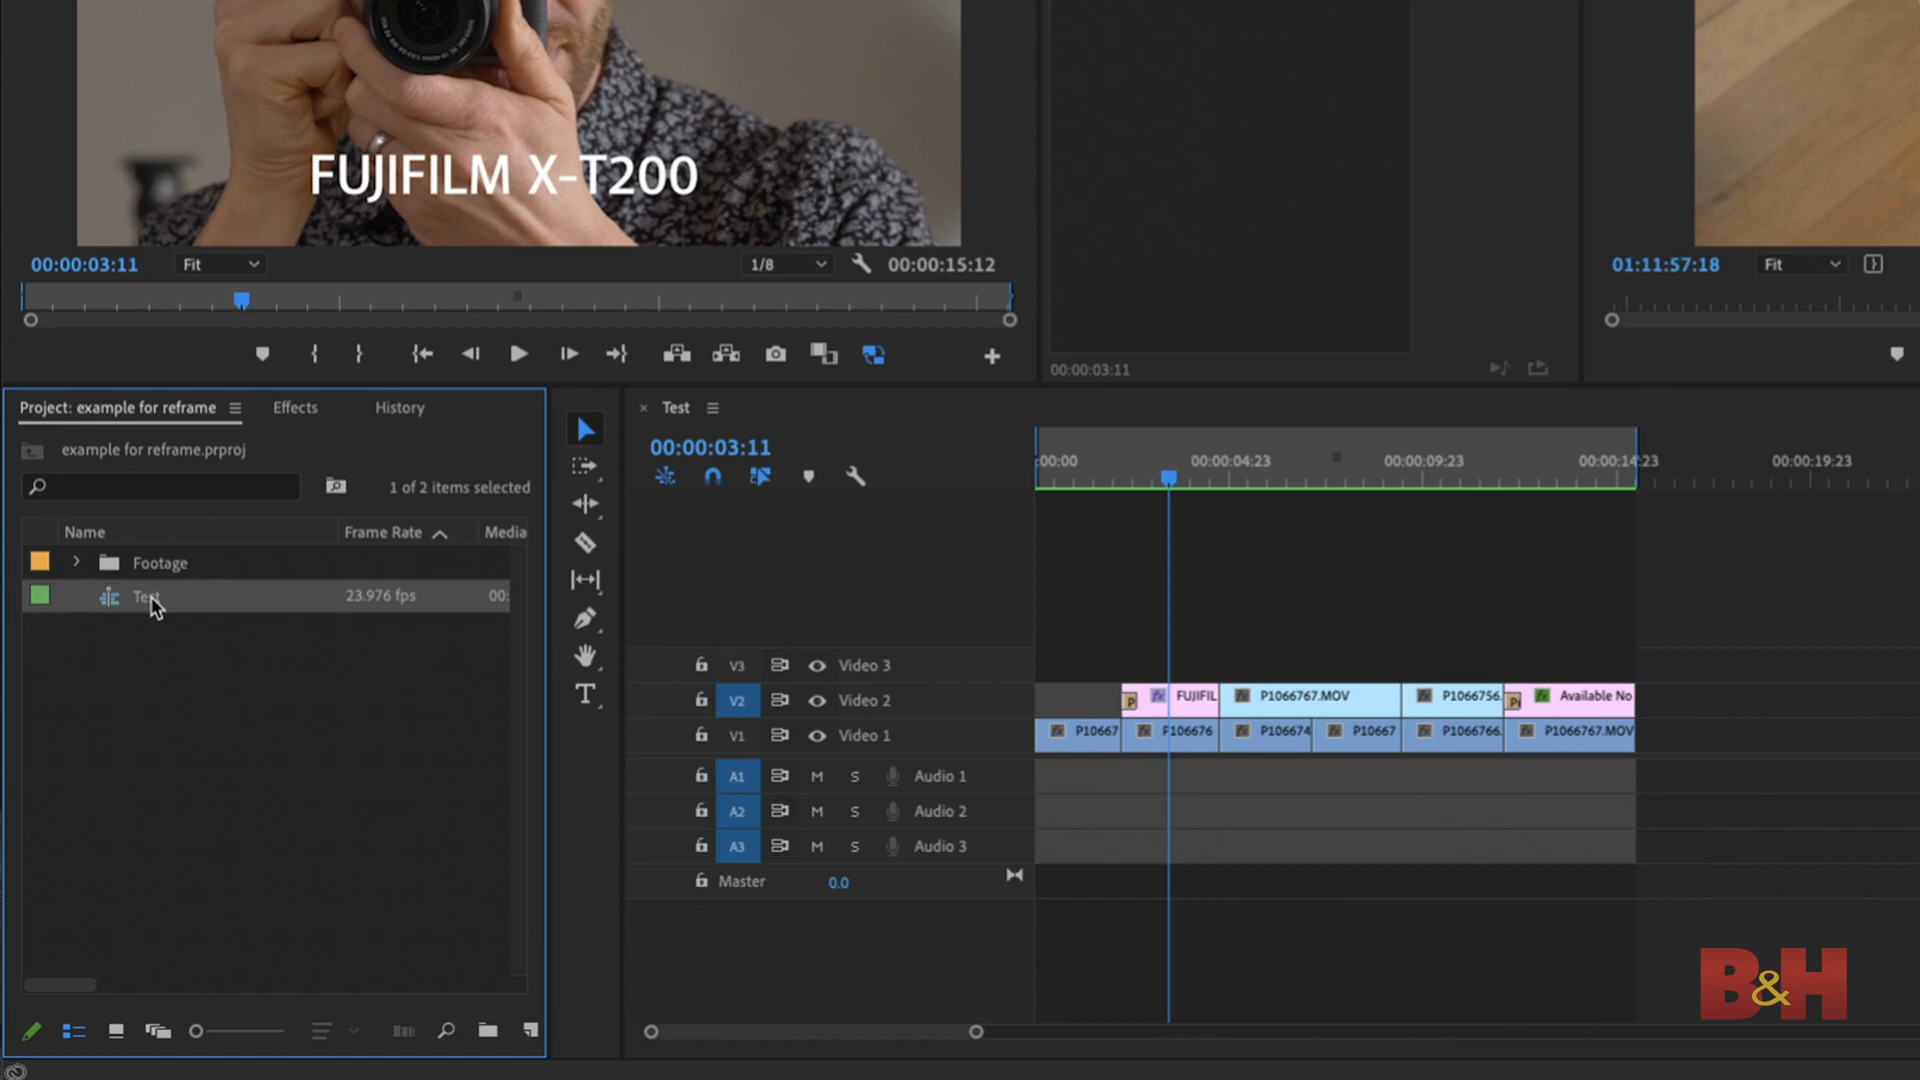 FUJIFILM X-T200
00:00:03:11
Fit
1/8
00:00:15:12
00:00:03:11
01:11:57:18
Fit
Project: example for reframe
Effects
History
example for reframe.prproj
1 of 2 items selected
Name
Frame Rate
Media
Footage
Test
23.976 fps
00:
Test
00:00:03:11
:00:00
00:00:04:23
00:00:09:23
00:00:14:23
00:00:19:23
V3
Video 3
V2
Video 2
FUJIFIL
P1066767.MOV
P1066756.
Available No
V1
Video 1
P10667
P106676
P106674
P10667
P1066766.
P1066767.MOV
A1
M
S
Audio 1
A2
M
S
Audio 2
A3
M
S
Audio 3
Master
0.0
T
B&H